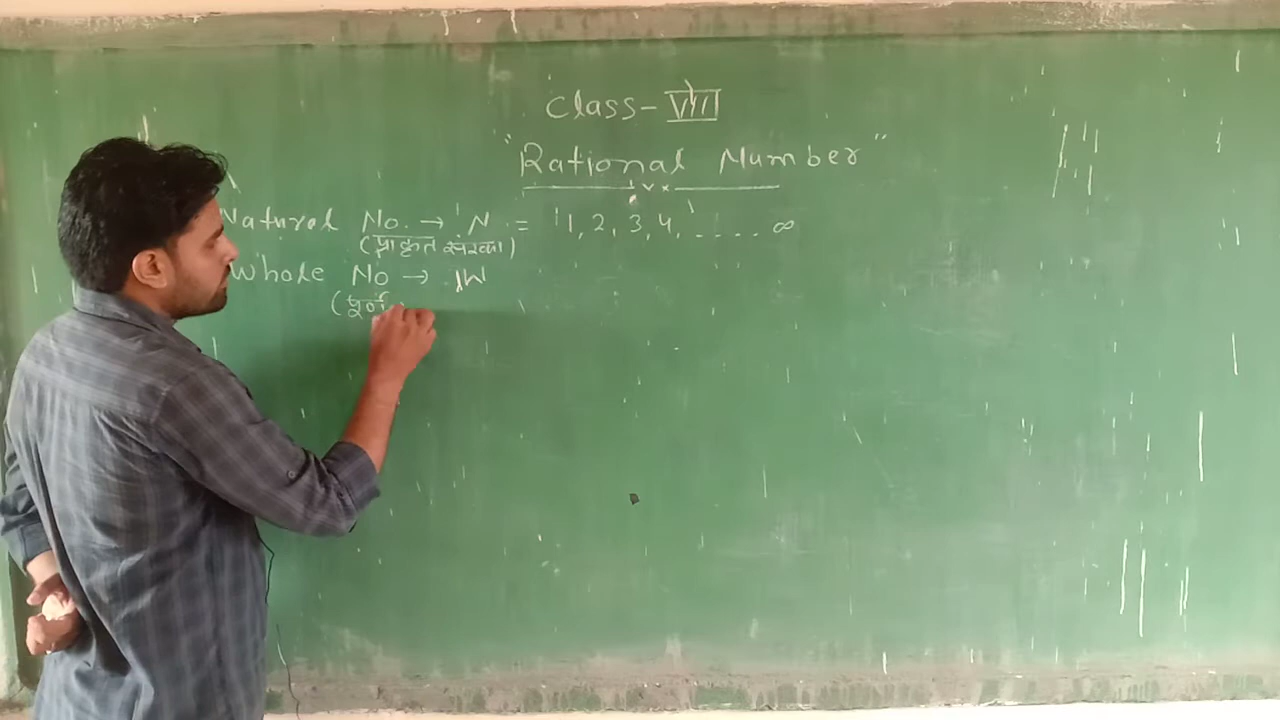 Class - VIII
"Rational Number"
Natural No. → N = 1, 2, 3, 4, ..... ∞
(प्राकृत संख्या)
Whole No → W
(पूर्ण